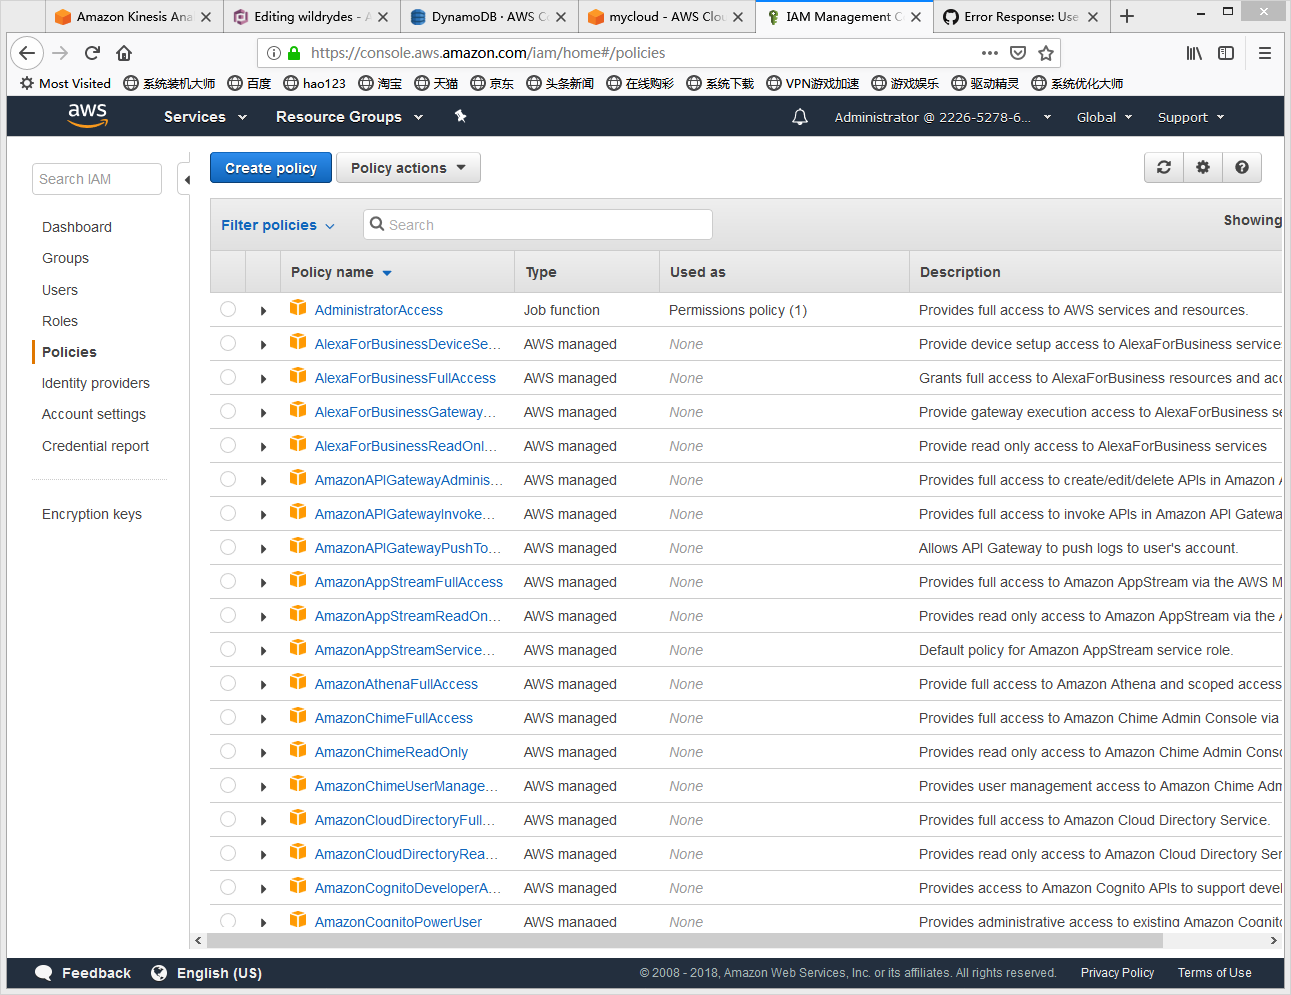 Amazon Kinesis Ana
Editing wildrydes - A
DynamoDB · AWS Co
mycloud - AWS Clou
IAM Management C
Error Response: Use
https://console.aws.amazon.com/iam/home#/policies
Most Visited 系统装机大师 百度 hao123 淘宝 天猫 京东 头条新闻 在线购彩 系统下载 VPN游戏加速 游戏娱乐 驱动精灵 系统优化大师
aws Services Resource Groups Administrator @ 2226-5278-6... Global Support
Search IAM
Dashboard
Groups
Users
Roles
Policies
Identity providers
Account settings
Credential report
Encryption keys
Create policy Policy actions
Filter policies Search Showing
Policy name Type Used as Description
AdministratorAccess Job function Permissions policy (1) Provides full access to AWS services and resources.
AlexaForBusinessDeviceSe... AWS managed None Provide device setup access to AlexaForBusiness service
AlexaForBusinessFullAccess AWS managed None Grants full access to AlexaForBusiness resources and acc
AlexaForBusinessGateway... AWS managed None Provide gateway execution access to AlexaForBusiness se
AlexaForBusinessReadOnl... AWS managed None Provide read only access to AlexaForBusiness services
AmazonAPIGatewayAdminis... AWS managed None Provides full access to create/edit/delete APIs in Amazon A
AmazonAPIGatewayInvoke... AWS managed None Provides full access to invoke APIs in Amazon API Gatewa
AmazonAPIGatewayPushTo... AWS managed None Allows API Gateway to push logs to user's account.
AmazonAppStreamFullAccess AWS managed None Provides full access to Amazon AppStream via the AWS M
AmazonAppStreamReadOn... AWS managed None Provides read only access to Amazon AppStream via the A
AmazonAppStreamService... AWS managed None Default policy for Amazon AppStream service role.
AmazonAthenaFullAccess AWS managed None Provide full access to Amazon Athena and scoped access
AmazonChimeFullAccess AWS managed None Provides full access to Amazon Chime Admin Console via
AmazonChimeReadOnly AWS managed None Provides read only access to Amazon Chime Admin Consc
AmazonChimeUserManage... AWS managed None Provides user management access to Amazon Chime Adm
AmazonCloudDirectoryFull... AWS managed None Provides full access to Amazon Cloud Directory Service.
AmazonCloudDirectoryRea... AWS managed None Provides read only access to Amazon Cloud Directory Ser
AmazonCognitoDeveloperA... AWS managed None Provides access to Amazon Cognito APIs to support devel
AmazonCognitoPowerUser AWS managed None Provides administrative access to existing Amazon Cognito
Feedback English (US) © 2008 - 2018, Amazon Web Services, Inc. or its affiliates. All rights reserved. Privacy Policy Terms of Use